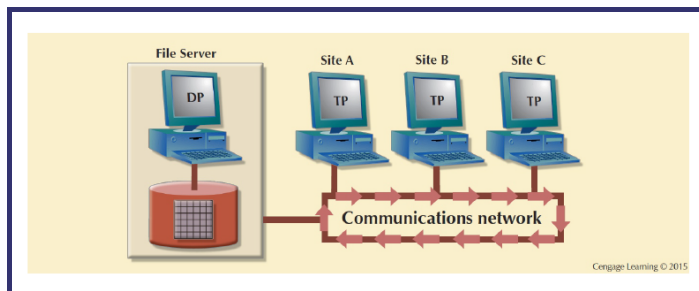 File Server
Site A
Site B
Site C
DP
TP
TP
TP
Communications network
Cengage Learning © 2015